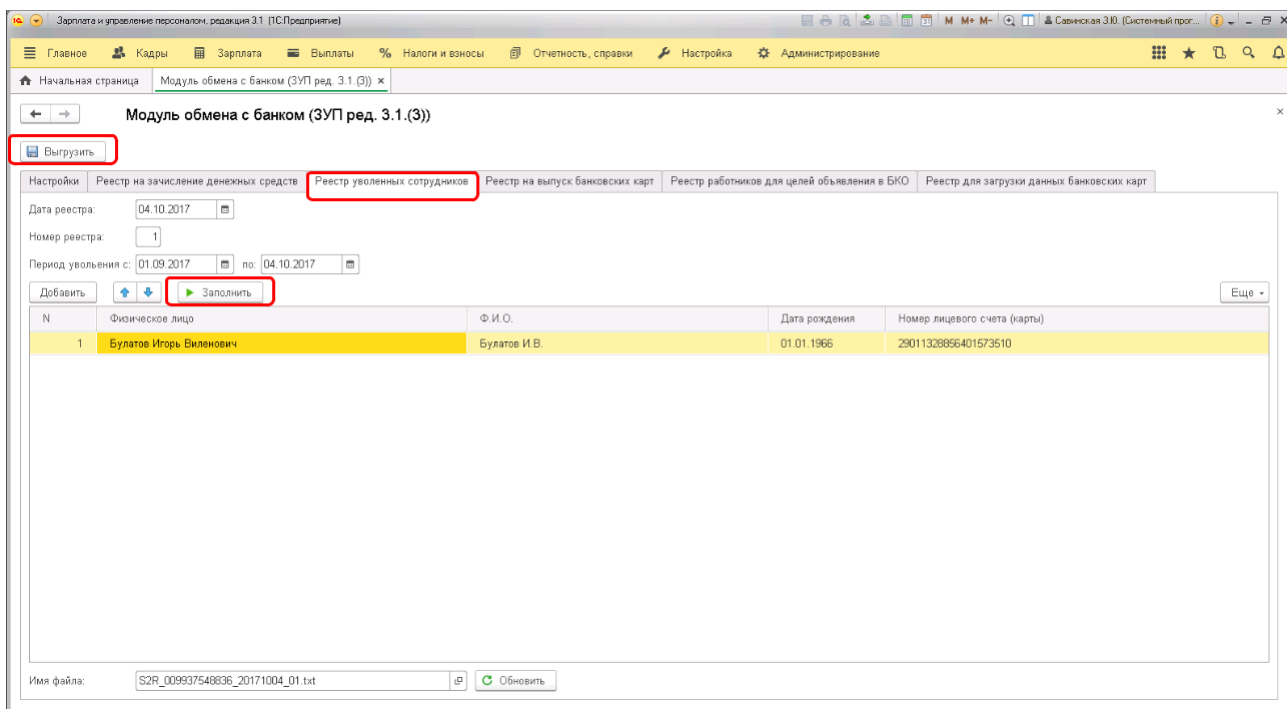 Зарплата и управление персоналом, редакция 3.1 (1С:Предприятие) M M+ M- Савинская З.Ю. (Системный прог...
Главное Кадры Зарплата Выплаты % Налоги и взносы Отчетность, справки Настройка Администрирование
Начальная страница Модуль обмена с банком (ЗУП ред. 3.1.(3)) ×
Модуль обмена с банком (ЗУП ред. 3.1.(3))
Выгрузить
Настройки Реестр на зачисление денежных средств Реестр уволенных сотрудников Реестр на выпуск банковских карт Реестр работников для целей объявления в БКО Реестр для загрузки данных банковских карт
Дата реестра: 04.10.2017
Номер реестра: 1
Период увольения с: 01.09.2017 по: 04.10.2017
Добавить Заполнить Еще
N Физическое лицо Ф.И.О. Дата рождения Номер лицевого счета (карты)
1 Булатов Игорь Виленович Булатов И.В. 01.01.1966 29011328856401573510
Имя файла: S2R_009937548836_20171004_01.txt Обновить